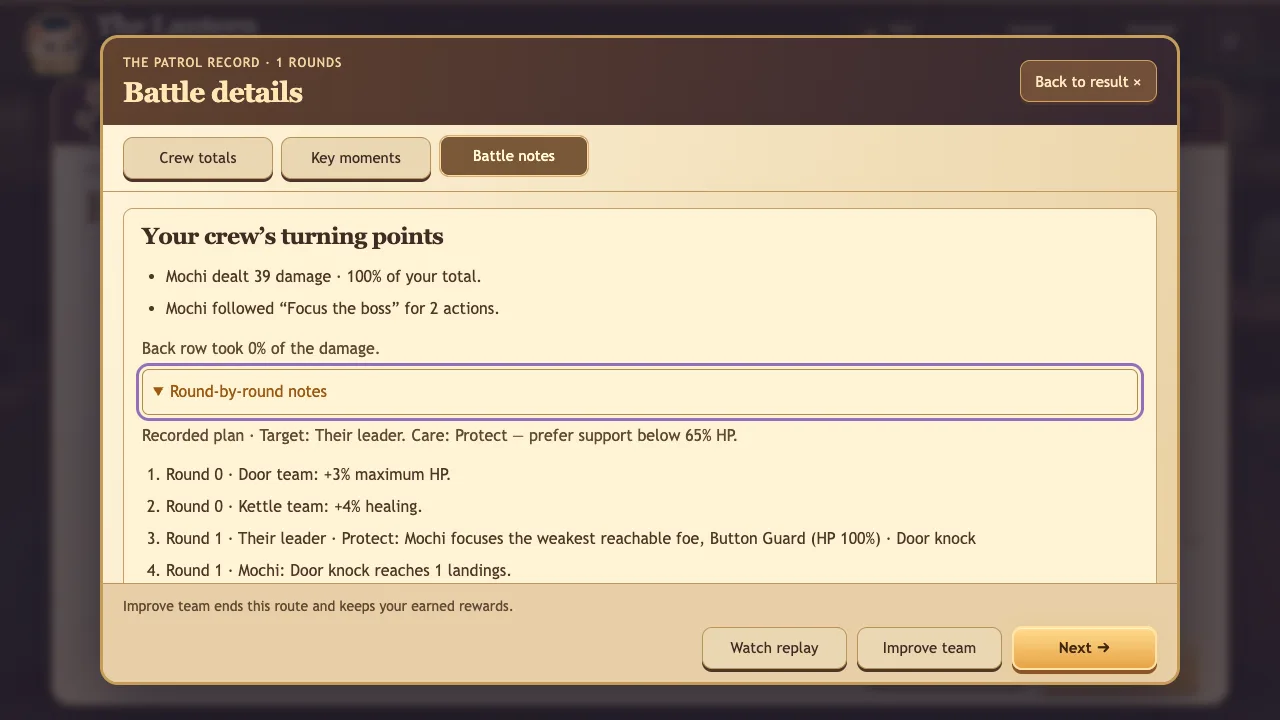 THE PATROL RECORD · 1 ROUNDS
Battle details
Back to result ×
Crew totals
Key moments
Battle notes
Your crew’s turning points
• Mochi dealt 39 damage · 100% of your total.
• Mochi followed “Focus the boss” for 2 actions.
Back row took 0% of the damage.
▼ Round-by-round notes
Recorded plan · Target: Their leader. Care: Protect — prefer support below 65% HP.
1. Round 0 · Door team: +3% maximum HP.
2. Round 0 · Kettle team: +4% healing.
3. Round 1 · Their leader · Protect: Mochi focuses the weakest reachable foe, Button Guard (HP 100%) · Door knock
4. Round 1 · Mochi: Door knock reaches 1 landings.
Improve team ends this route and keeps your earned rewards.
Watch replay
Improve team
Next →